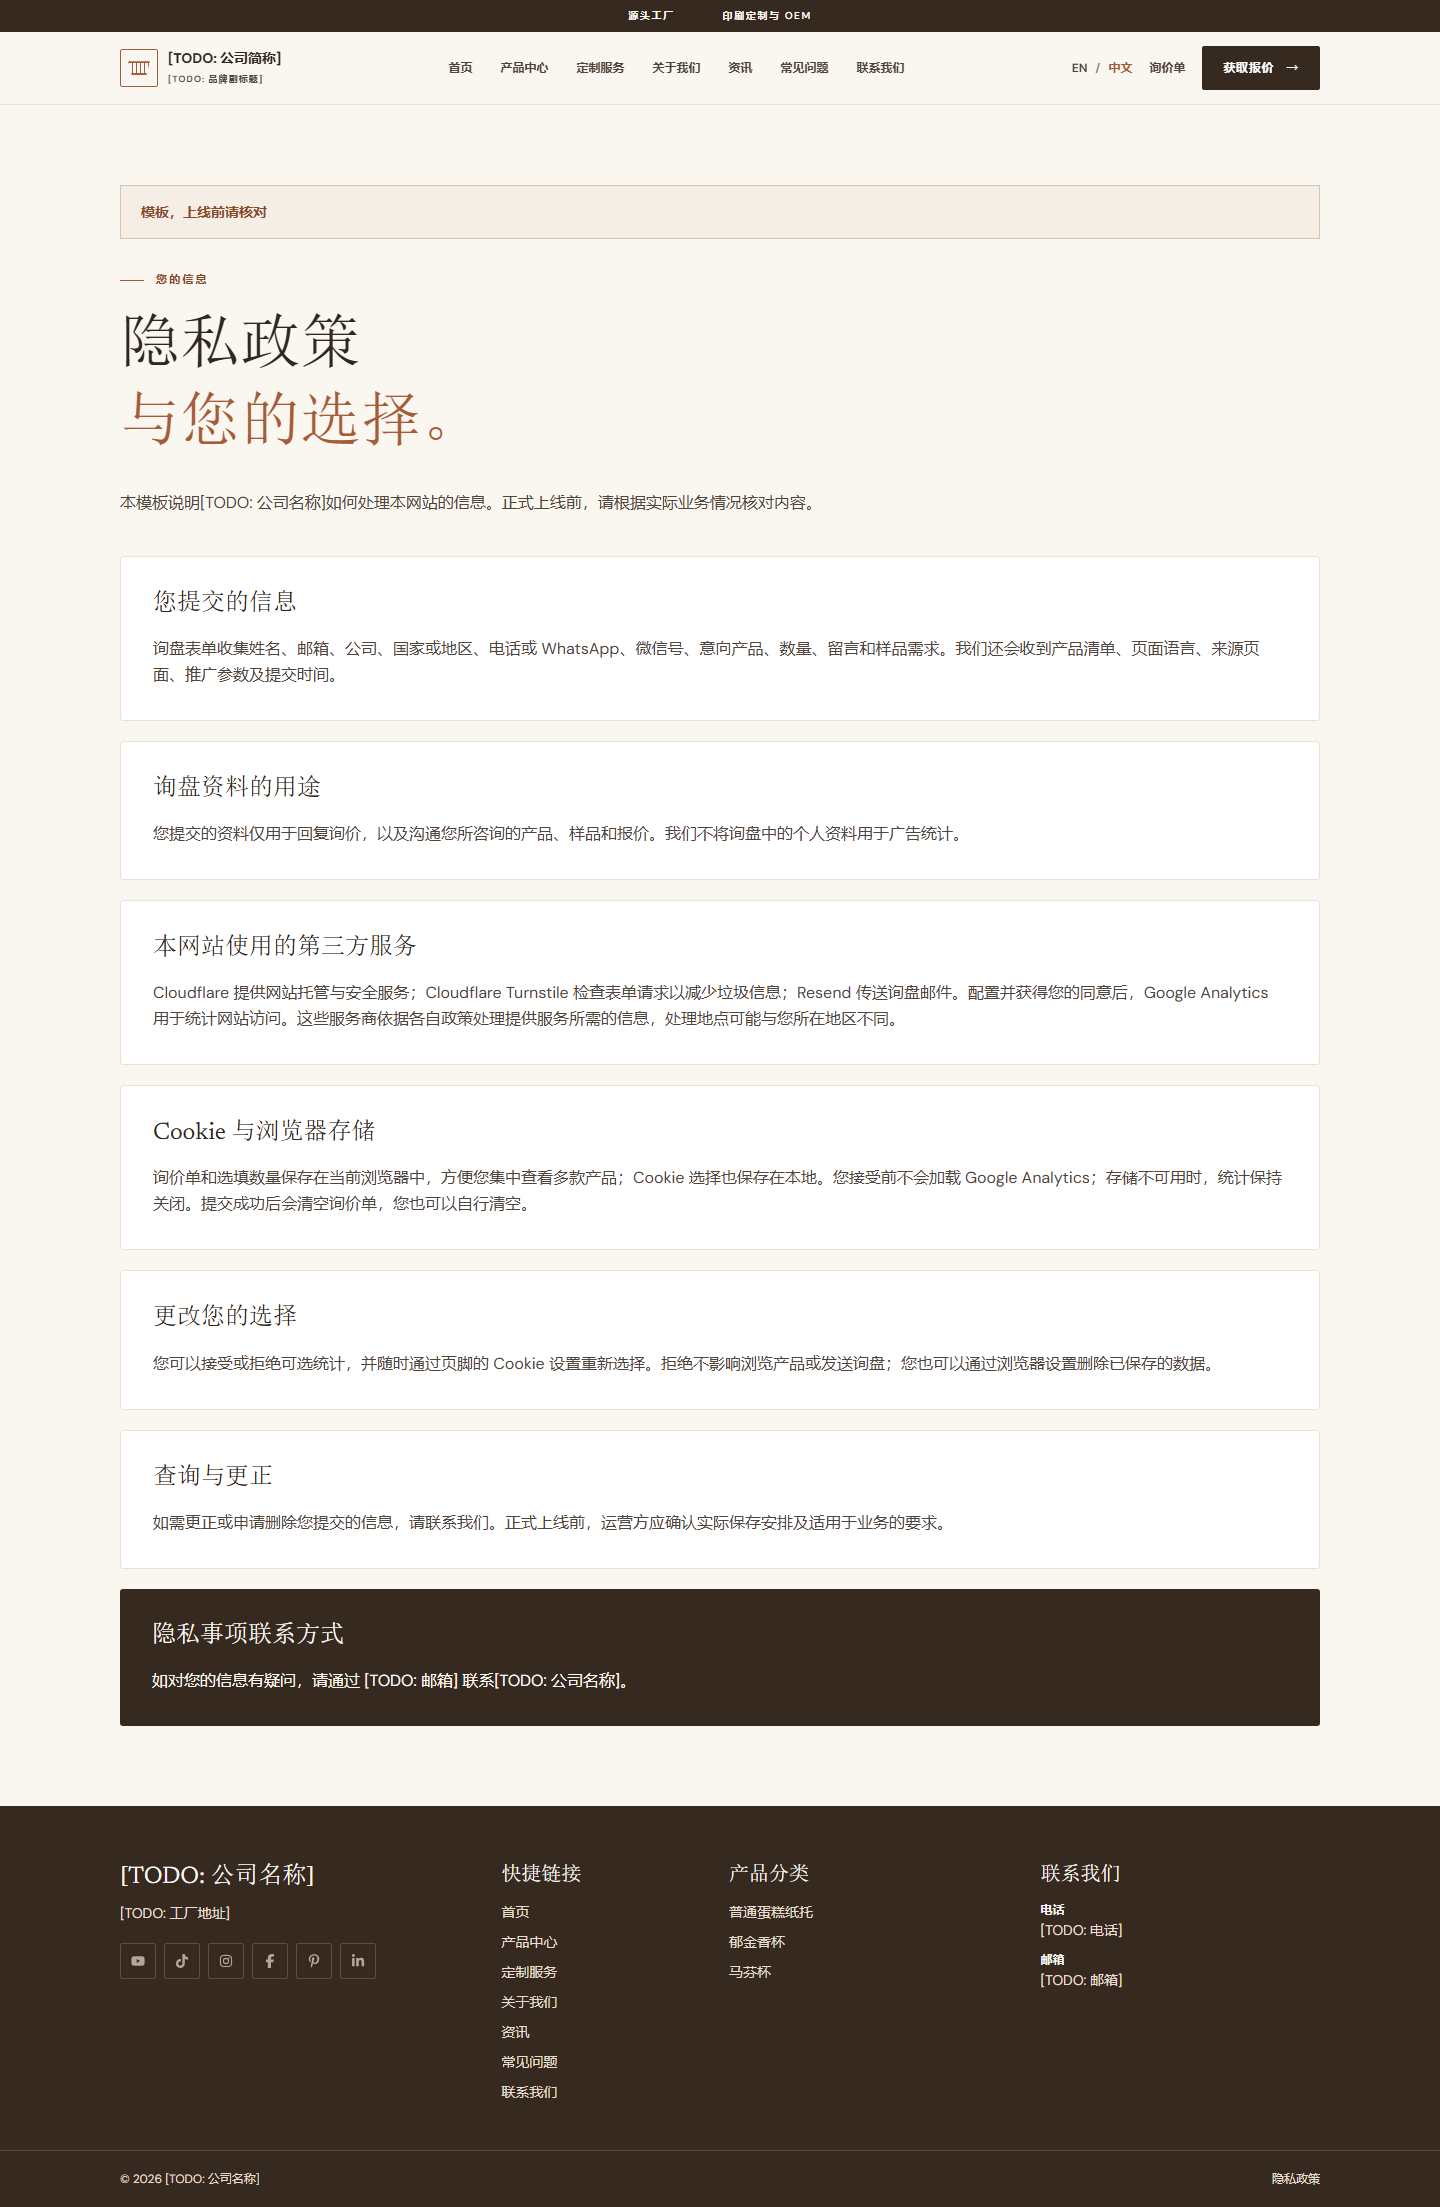 源头工厂 印刷定制与 OEM
[TODO: 公司简称]
[TODO: 品牌副标题]
首页 产品中心 定制服务 关于我们 资讯 常见问题 联系我们
EN / 中文 询价单 获取报价 →
模板，上线前请核对
您的信息
隐私政策
与您的选择。
本模板说明[TODO: 公司名称]如何处理本网站的信息。正式上线前，请根据实际业务情况核对内容。
您提交的信息
询盘表单收集姓名、邮箱、公司、国家或地区、电话或 WhatsApp、微信号、意向产品、数量、留言和样品需求。我们还会收到产品清单、页面语言、来源页
面、推广参数及提交时间。
询盘资料的用途
您提交的资料仅用于回复询价，以及沟通您所咨询的产品、样品和报价。我们不将询盘中的个人资料用于广告统计。
本网站使用的第三方服务
Cloudflare 提供网站托管与安全服务；Cloudflare Turnstile 检查表单请求以减少垃圾信息；Resend 传送询盘邮件。配置并获得您的同意后，Google Analytics
用于统计网站访问。这些服务商依据各自政策处理提供服务所需的信息，处理地点可能与您所在地区不同。
Cookie 与浏览器存储
询价单和选填数量保存在当前浏览器中，方便您集中查看多款产品；Cookie 选择也保存在本地。您接受前不会加载 Google Analytics；存储不可用时，统计保持
关闭。提交成功后会清空询价单，您也可以自行清空。
更改您的选择
您可以接受或拒绝可选统计，并随时通过页脚的 Cookie 设置重新选择。拒绝不影响浏览产品或发送询盘；您也可以通过浏览器设置删除已保存的数据。
查询与更正
如需更正或申请删除您提交的信息，请联系我们。正式上线前，运营方应确认实际保存安排及适用于业务的要求。
隐私事项联系方式
如对您的信息有疑问，请通过 [TODO: 邮箱] 联系[TODO: 公司名称]。
[TODO: 公司名称]
[TODO: 工厂地址]
快捷链接
首页
产品中心
定制服务
关于我们
资讯
常见问题
联系我们
产品分类
普通蛋糕纸托
郁金香杯
马芬杯
联系我们
电话
[TODO: 电话]
邮箱
[TODO: 邮箱]
© 2026 [TODO: 公司名称]
隐私政策